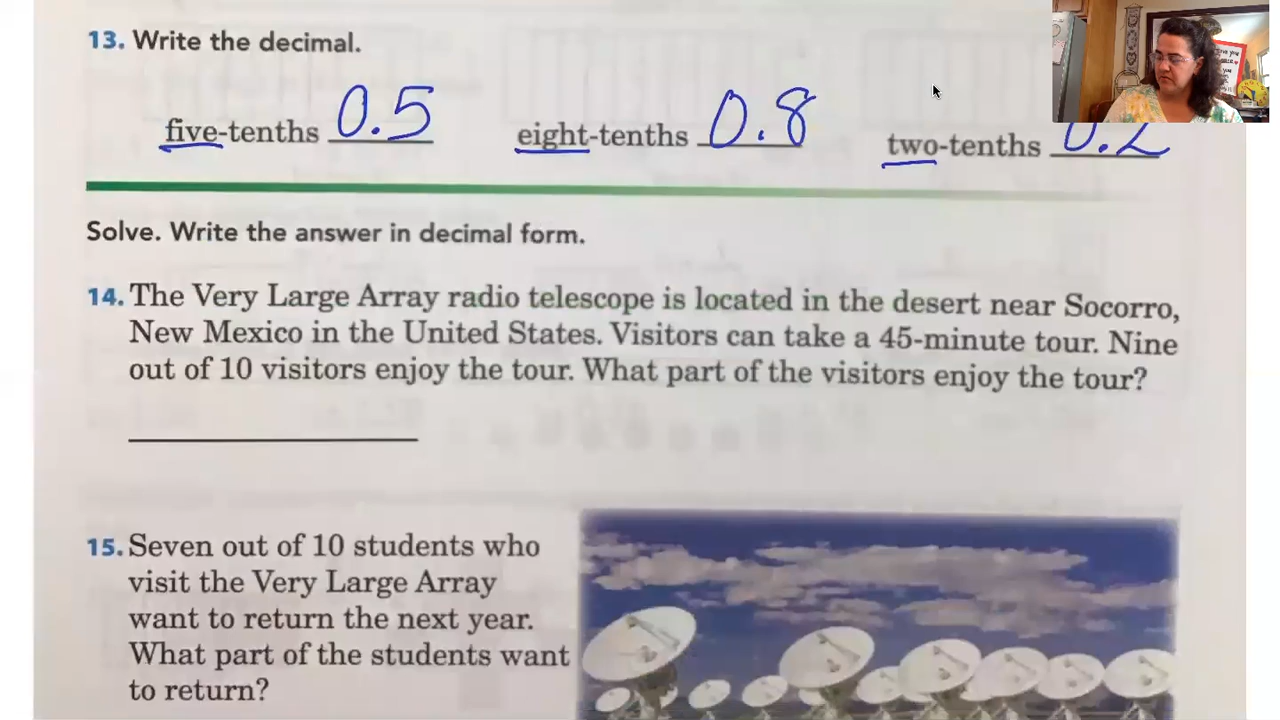 13. Write the decimal.
five-tenths 0.5 eight-tenths 0.8 two-tenths 0.2
Solve. Write the answer in decimal form.
14. The Very Large Array radio telescope is located in the desert near Socorro,
New Mexico in the United States. Visitors can take a 45-minute tour. Nine
out of 10 visitors enjoy the tour. What part of the visitors enjoy the tour?
15. Seven out of 10 students who
visit the Very Large Array
want to return the next year.
What part of the students want
to return?